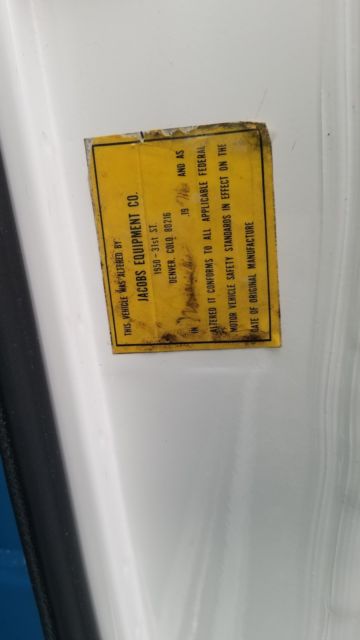 THIS VEHICLE WAS ALTERED BY
JACOBS EQUIPMENT CO.
1950 - 31st ST.
DENVER, COLO 80216
IN 19 AND AS
ALTERED IT CONFORMS TO ALL APPLICABLE FEDERAL
MOTOR VEHICLE SAFETY STANDARDS IN EFFECT ON THE
DATE OF ORIGINAL MANUFACTURE